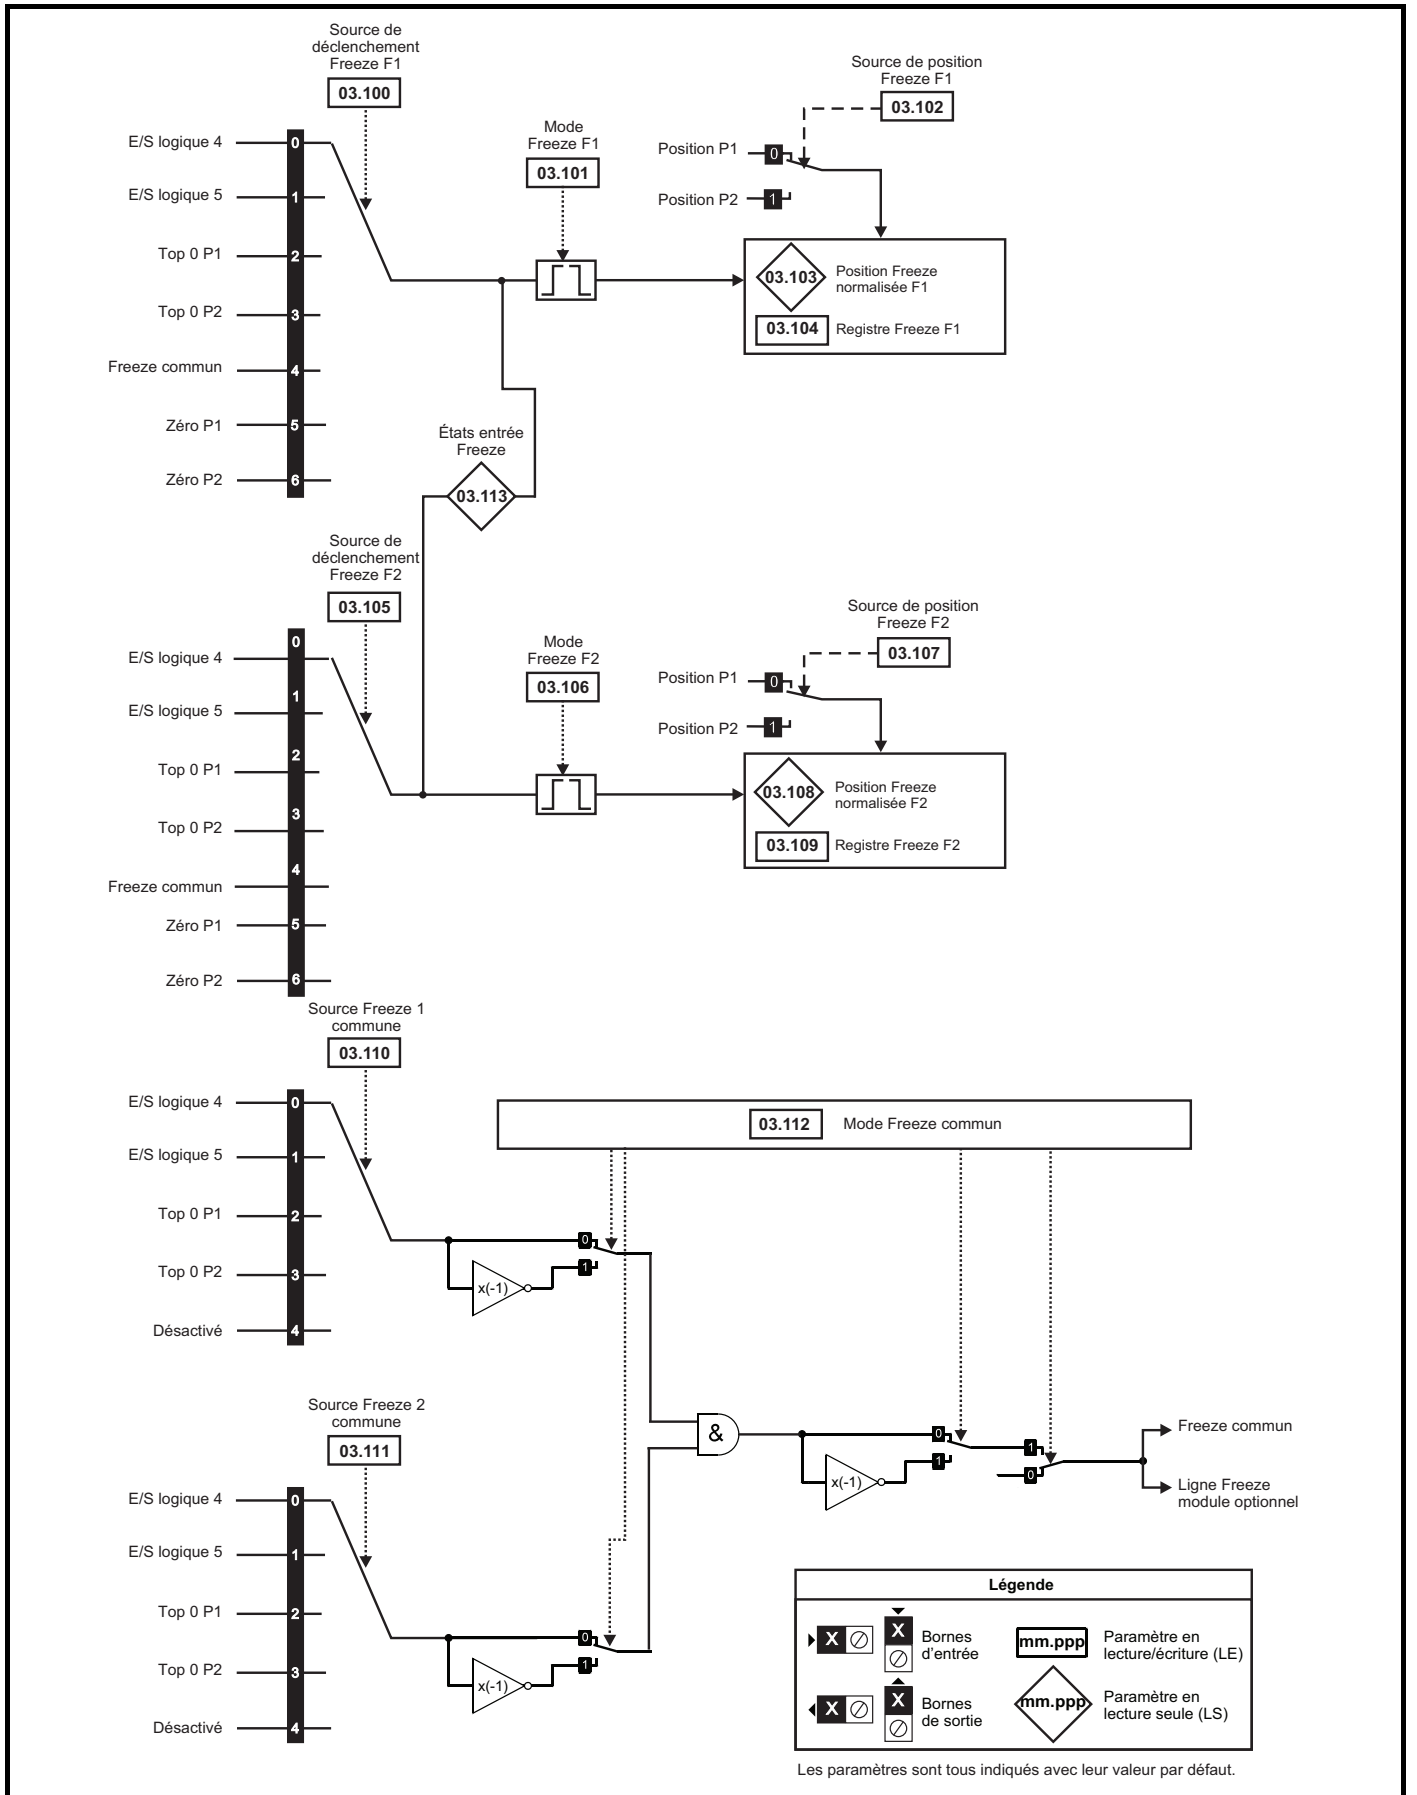 Source de
déclenchement
Freeze F1
03.100
E/S logique 4
0
E/S logique 5
1
Top 0 P1
2
Top 0 P2
3
Freeze commun
4
Zéro P1
5
Zéro P2
6
Mode
Freeze F1
03.101
Source de position
Freeze F1
03.102
Position P1
0
Position P2
1
03.103
Position Freeze
normalisée F1
03.104
Registre Freeze F1
États entrée
Freeze
03.113
Source de
déclenchement
Freeze F2
03.105
E/S logique 4
0
E/S logique 5
1
Top 0 P1
2
Top 0 P2
3
Freeze commun
4
Zéro P1
5
Zéro P2
6
Mode
Freeze F2
03.106
Source de position
Freeze F2
03.107
Position P1
0
Position P2
1
03.108
Position Freeze
normalisée F2
03.109
Registre Freeze F2
Source Freeze 1
commune
03.110
E/S logique 4
0
E/S logique 5
1
Top 0 P1
2
Top 0 P2
3
Désactivé
4
03.112
Mode Freeze commun
0
1
x(-1)
Source Freeze 2
commune
03.111
E/S logique 4
0
E/S logique 5
1
Top 0 P1
2
Top 0 P2
3
Désactivé
4
0
1
x(-1)
&
x(-1)
0
1
1
0
Freeze commun
Ligne Freeze
module optionnel
Légende
X
X
Bornes
d'entrée
mm.ppp
Paramètre en
lecture/écriture (LE)
X
X
Bornes
de sortie
mm.ppp
Paramètre en
lecture seule (LS)
Les paramètres sont tous indiqués avec leur valeur par défaut.